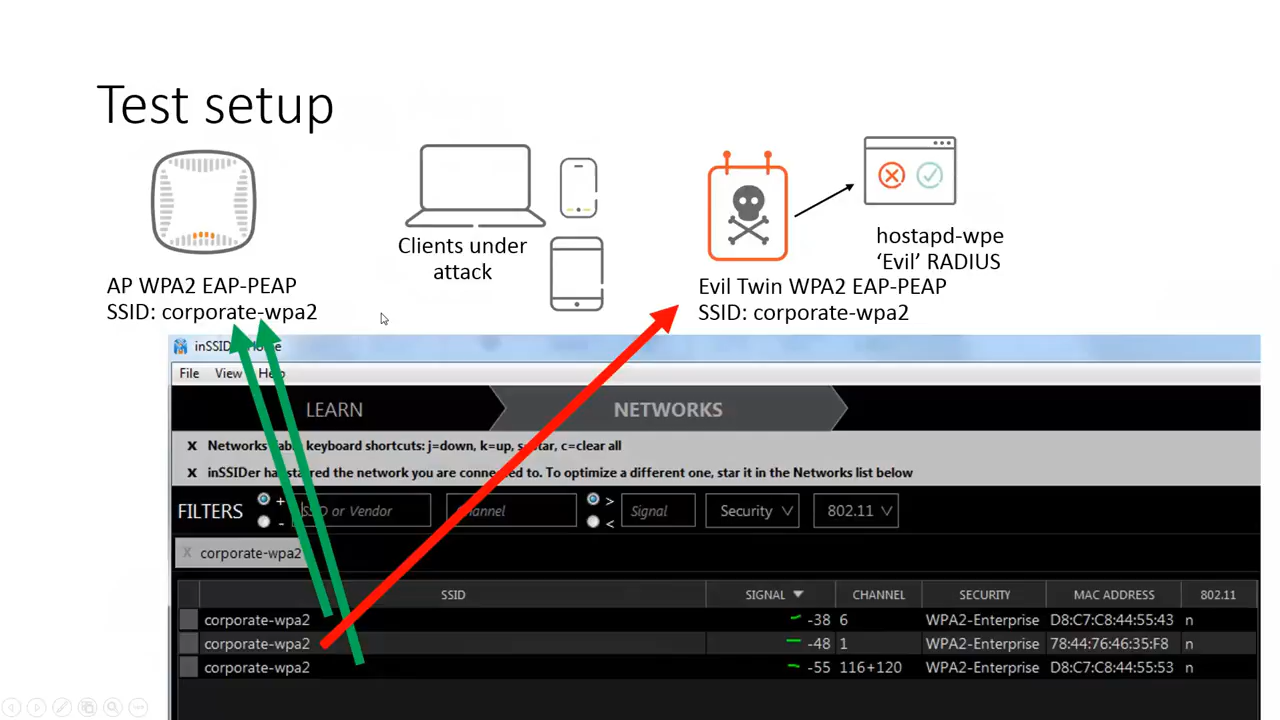 Test setup
AP WPA2 EAP-PEAP
SSID: corporate-wpa2
Clients under
attack
hostapd-wpe
‘Evil’ RADIUS
Evil Twin WPA2 EAP-PEAP
SSID: corporate-wpa2
File View Help
LEARN NETWORKS
x Networks keyboard shortcuts: j=down, k=up, c=clear all
x inSSIDer the network you are connected to. To optimize a different one, star it in the Networks list below
FILTERS + - SSID or Vendor Channel > < Signal Security 802.11
x corporate-wpa2
SSID SIGNAL CHANNEL SECURITY MAC ADDRESS 802.11
corporate-wpa2 -38 6 WPA2-Enterprise D8:C7:C8:44:55:43 n
corporate-wpa2 -48 1 WPA2-Enterprise 78:44:76:46:35:F8 n
corporate-wpa2 -55 116+120 WPA2-Enterprise D8:C7:C8:44:55:53 n